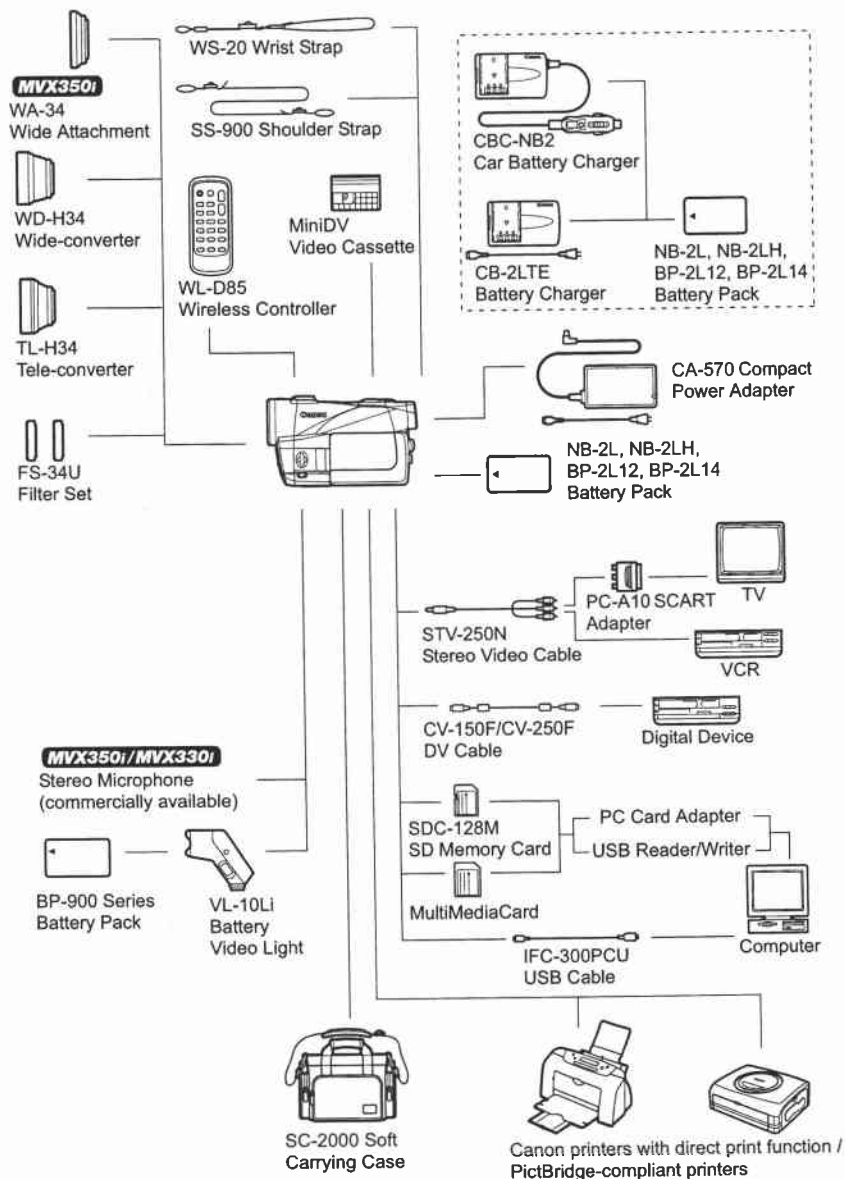 WS-20 Wrist Strap
MVX350i
WA-34
Wide Attachment
SS-900 Shoulder Strap
CBC-NB2
Car Battery Charger
WD-H34
Wide-converter
MiniDV
Video Cassette
WL-D85
Wireless Controller
CB-2LTE
Battery Charger
NB-2L, NB-2LH,
BP-2L12, BP-2L14
Battery Pack
TL-H34
Tele-converter
CA-570 Compact
Power Adapter
Canon
FS-34U
Filter Set
NB-2L, NB-2LH,
BP-2L12, BP-2L14
Battery Pack
PC-A10 SCART
Adapter
TV
STV-250N
Stereo Video Cable
VCR
CV-150F/CV-250F
DV Cable
Digital Device
MVX350i/MVX330i
Stereo Microphone
(commercially available)
SDC-128M
SD Memory Card
PC Card Adapter
USB Reader/Writer
MultiMediaCard
BP-900 Series
Battery Pack
VL-10Li
Battery
Video Light
Computer
IFC-300PCU
USB Cable
SC-2000 Soft
Carrying Case
Canon printers with direct print function /
PictBridge-compliant printers